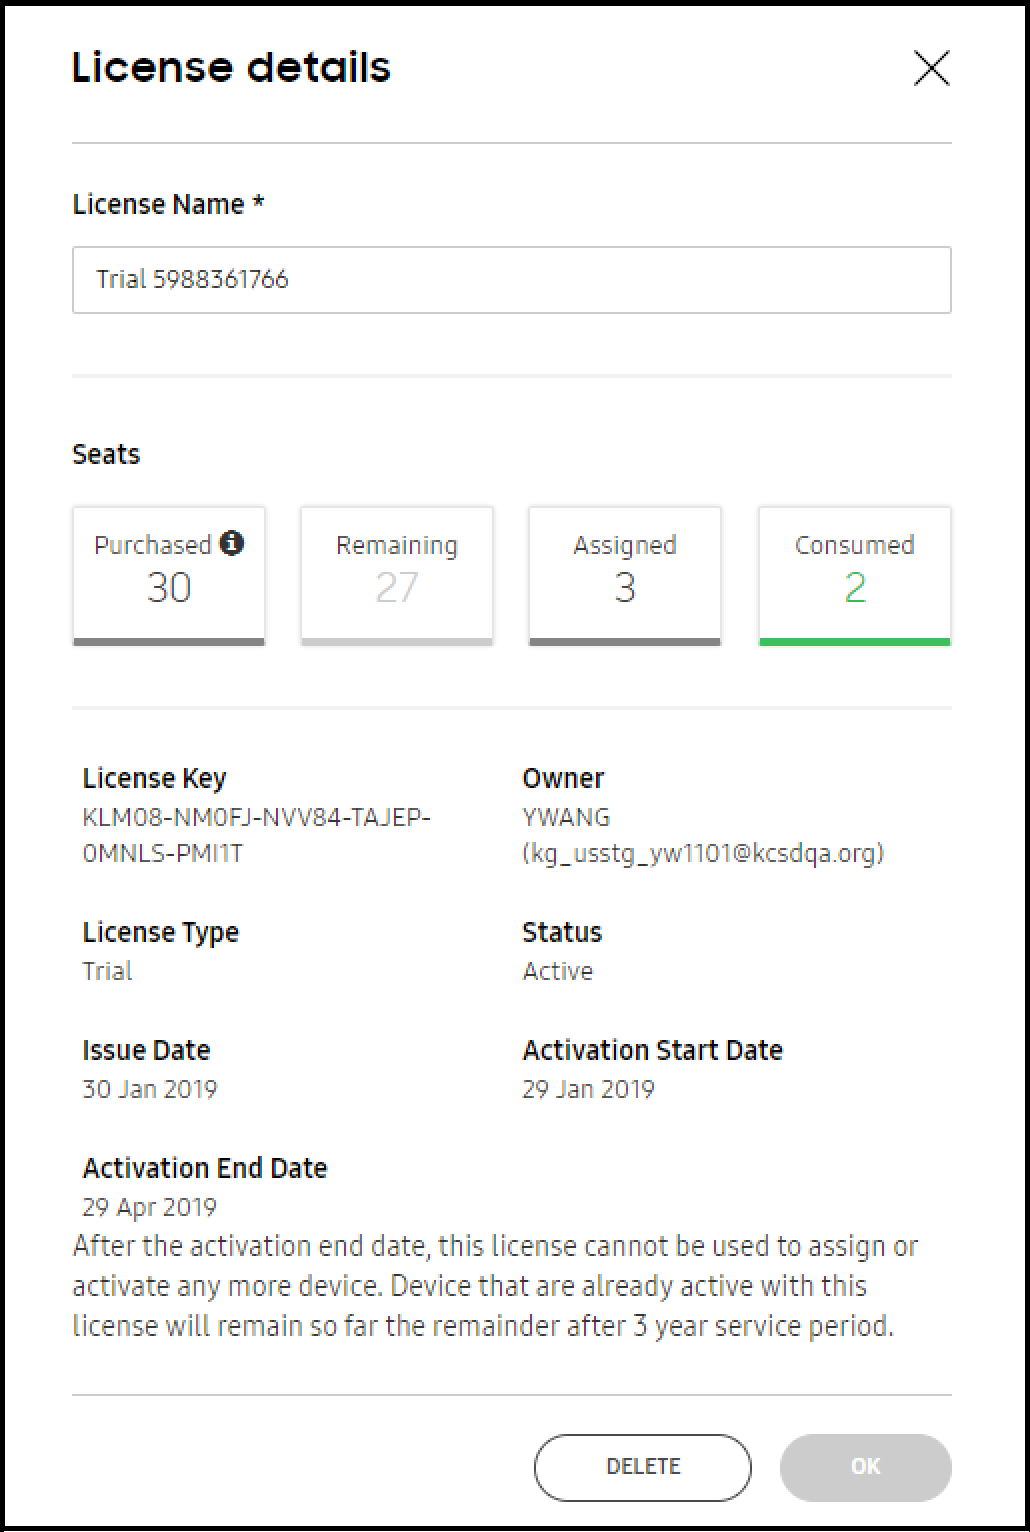 License details
License Name *
Trial 5988361766
Seats
Purchased
30
Remaining
27
Assigned
3
Consumed
2
License Key
KLM08-NM0FJ-NVV84-TAJEP-
0MNLS-PMI1T
Owner
YWANG
(kg_usstg_yw1101@kcsdqa.org)
License Type
Trial
Status
Active
Issue Date
30 Jan 2019
Activation Start Date
29 Jan 2019
Activation End Date
29 Apr 2019
After the activation end date, this license cannot be used to assign or
activate any more device. Device that are already active with this
license will remain so far the remainder after 3 year service period.
DELETE
OK